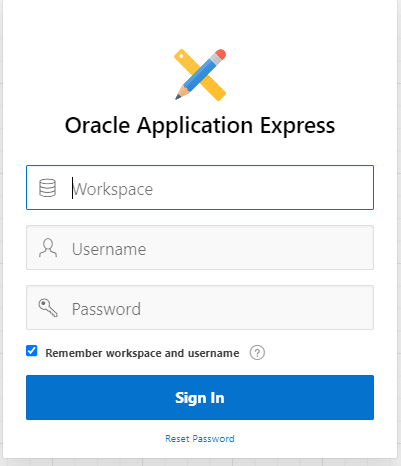 Oracle Application Express
Workspace
Username
Password
Remember workspace and username ?
Sign In
Reset Password